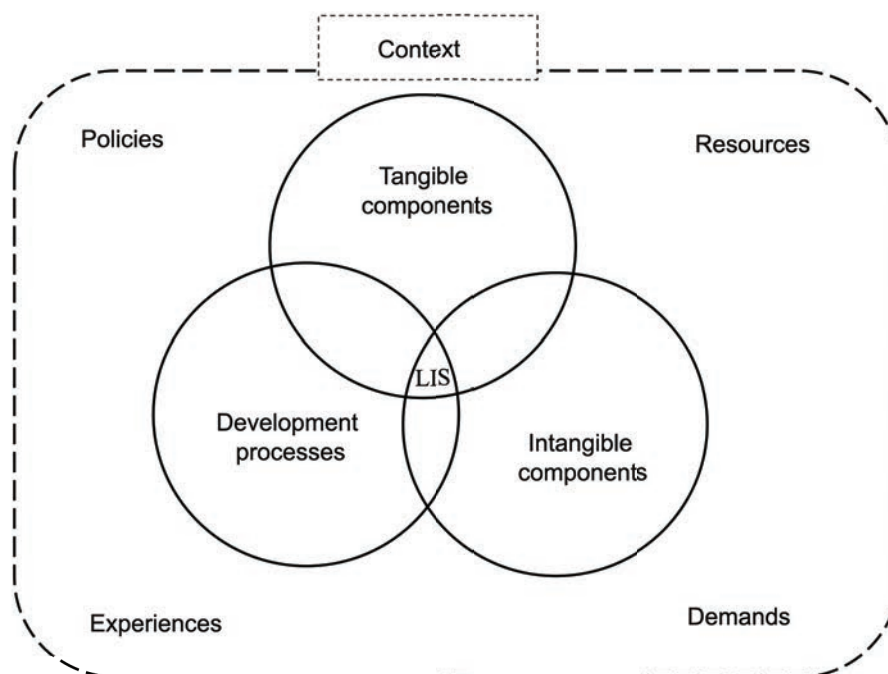 Context
Policies
Resources
Tangible
components
LIS
Development
processes
Intangible
components
Experiences
Demands